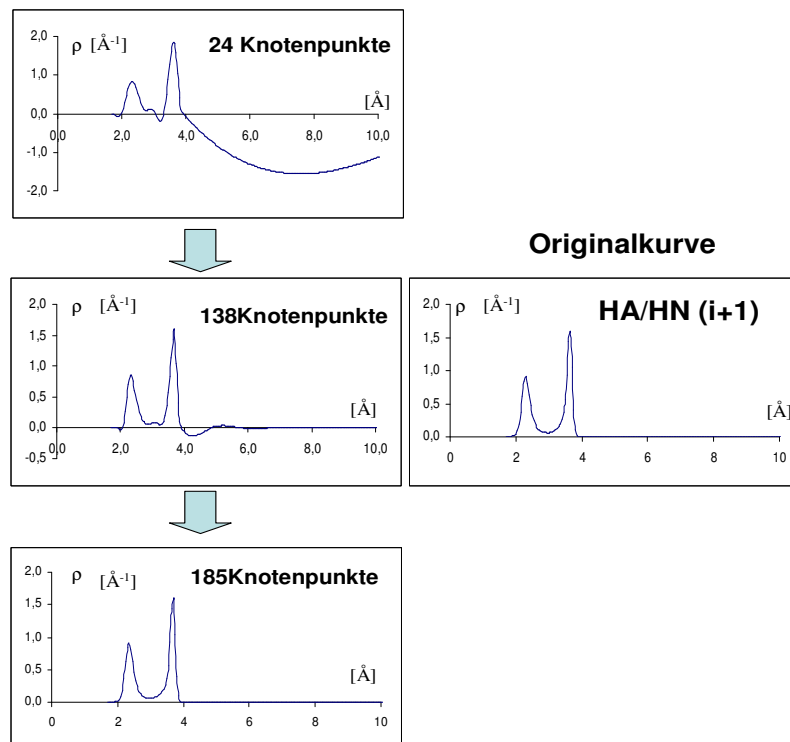 ρ [Å⁻¹] 24 Knotenpunkte
2,0
1,0
[Å]
0,0
0,0 2,0 4,0 6,0 8,0 10,0
-1,0
-2,0
Originalkurve
ρ [Å⁻¹] 138Knotenpunkte
2,0
1,5
1,0
0,5
[Å]
0,0
0,0 2,0 4,0 6,0 8,0 10,0
-0,5
ρ [Å⁻¹] HA/HN (i+1)
2,0
1,5
1,0
0,5
[Å]
0,0
0 2 4 6 8 10
ρ [Å⁻¹] 185Knotenpunkte
2,0
1,5
1,0
0,5
[Å]
0,0
0 2 4 6 8 10